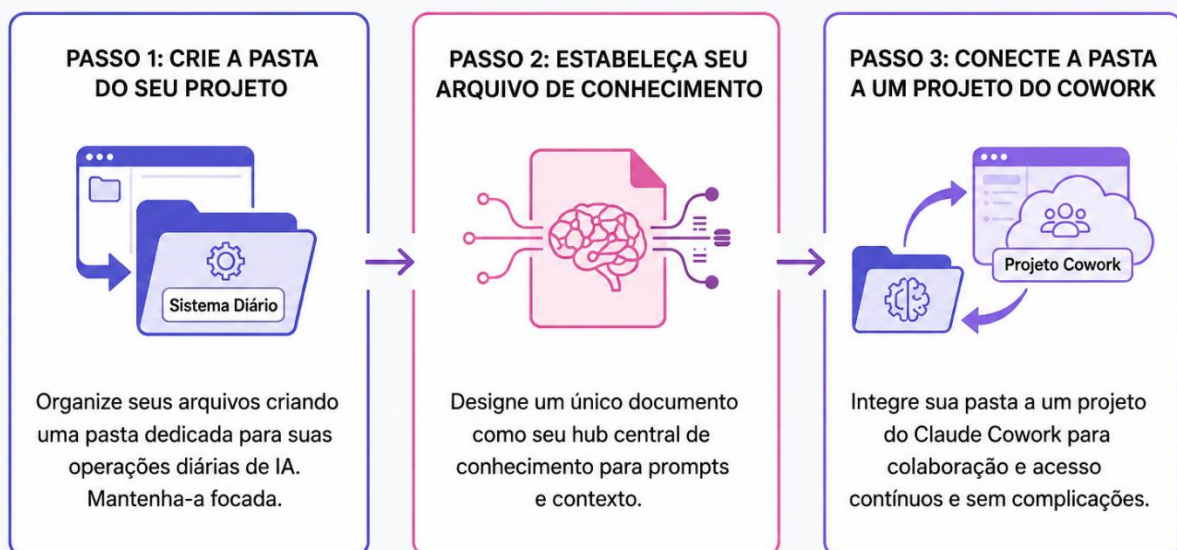 PASSO 1: CRIE A PASTA
DO SEU PROJETO
Sistema Diário
Organize seus arquivos criando
uma pasta dedicada para suas
operações diárias de IA.
Mantenha-a focada.
PASSO 2: ESTABELEÇA SEU
ARQUIVO DE CONHECIMENTO
Designe um único documento
como seu hub central de
conhecimento para prompts
e contexto.
PASSO 3: CONECTE A PASTA
A UM PROJETO DO COWORK
Projeto Cowork
Integre sua pasta a um projeto
do Claude Cowork para
colaboração e acesso
contínuos e sem complicações.